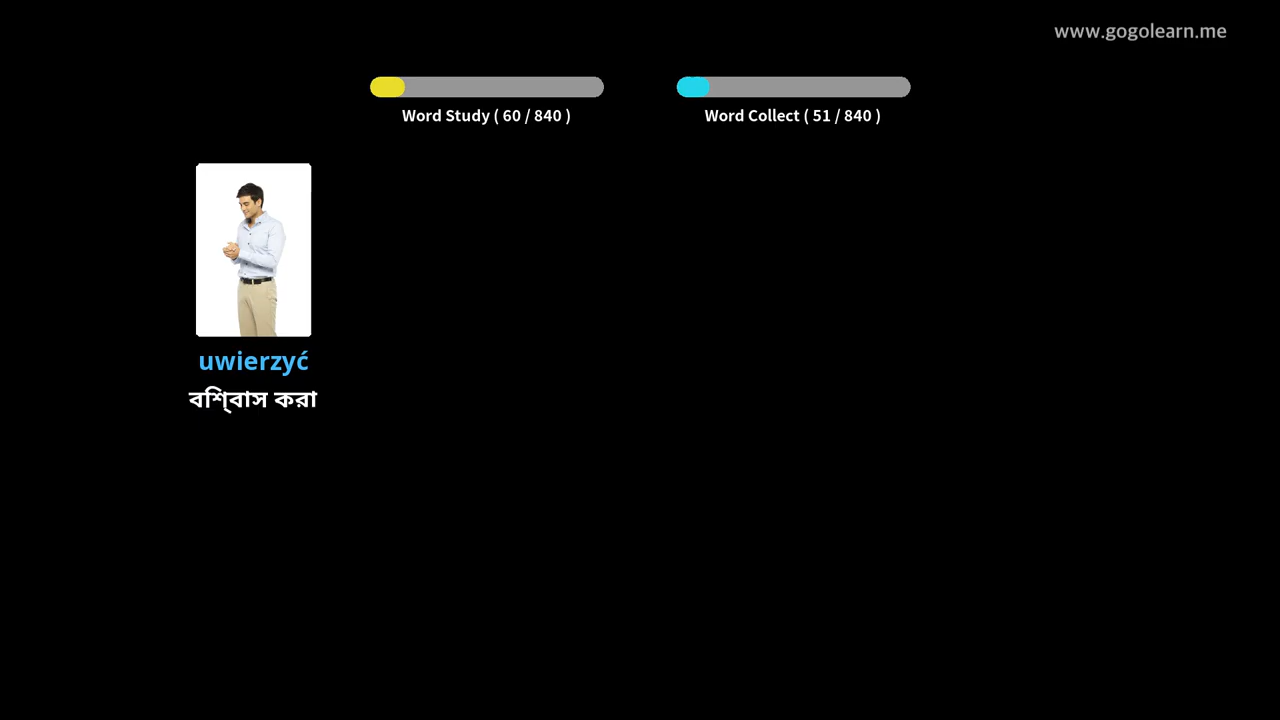 www.gogolearn.me
Word Study ( 60 / 840 )
Word Collect ( 51 / 840 )
uwierzyć
বিশ্বাস করা